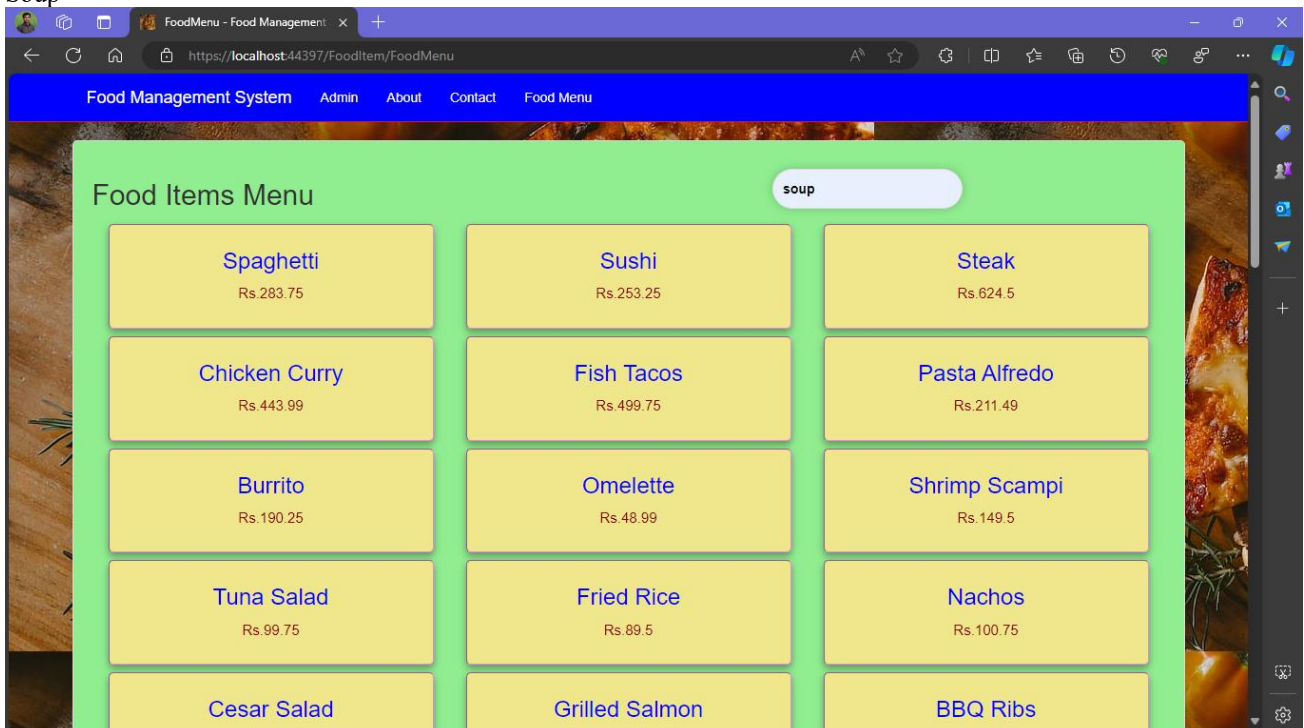 Soup
FoodMenu - Food Management
https://localhost:44397/FoodItem/FoodMenu
Food Management System Admin About Contact Food Menu
Food Items Menu
soup
Spaghetti Sushi Steak
Rs.283.75 Rs.253.25 Rs.624.5
Chicken Curry Fish Tacos Pasta Alfredo
Rs.443.99 Rs.499.75 Rs.211.49
Burrito Omelette Shrimp Scampi
Rs.190.25 Rs.48.99 Rs.149.5
Tuna Salad Fried Rice Nachos
Rs.99.75 Rs.89.5 Rs.100.75
Cesar Salad Grilled Salmon BBQ Ribs